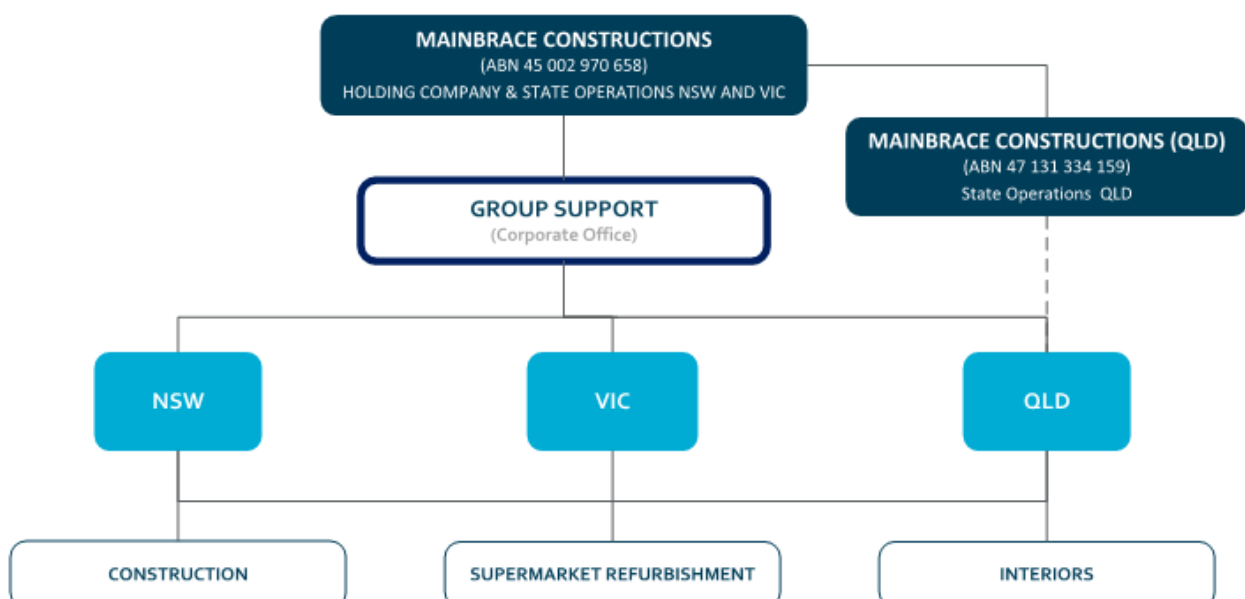 MAINBRACE CONSTRUCTIONS
(ABN 45 002 970 658)
HOLDING COMPANY & STATE OPERATIONS NSW AND VIC
MAINBRACE CONSTRUCTIONS (QLD)
(ABN 47 131 334 159)
State Operations QLD
GROUP SUPPORT
(Corporate Office)
NSW
VIC
QLD
CONSTRUCTION
SUPERMARKET REFURBISHMENT
INTERIORS